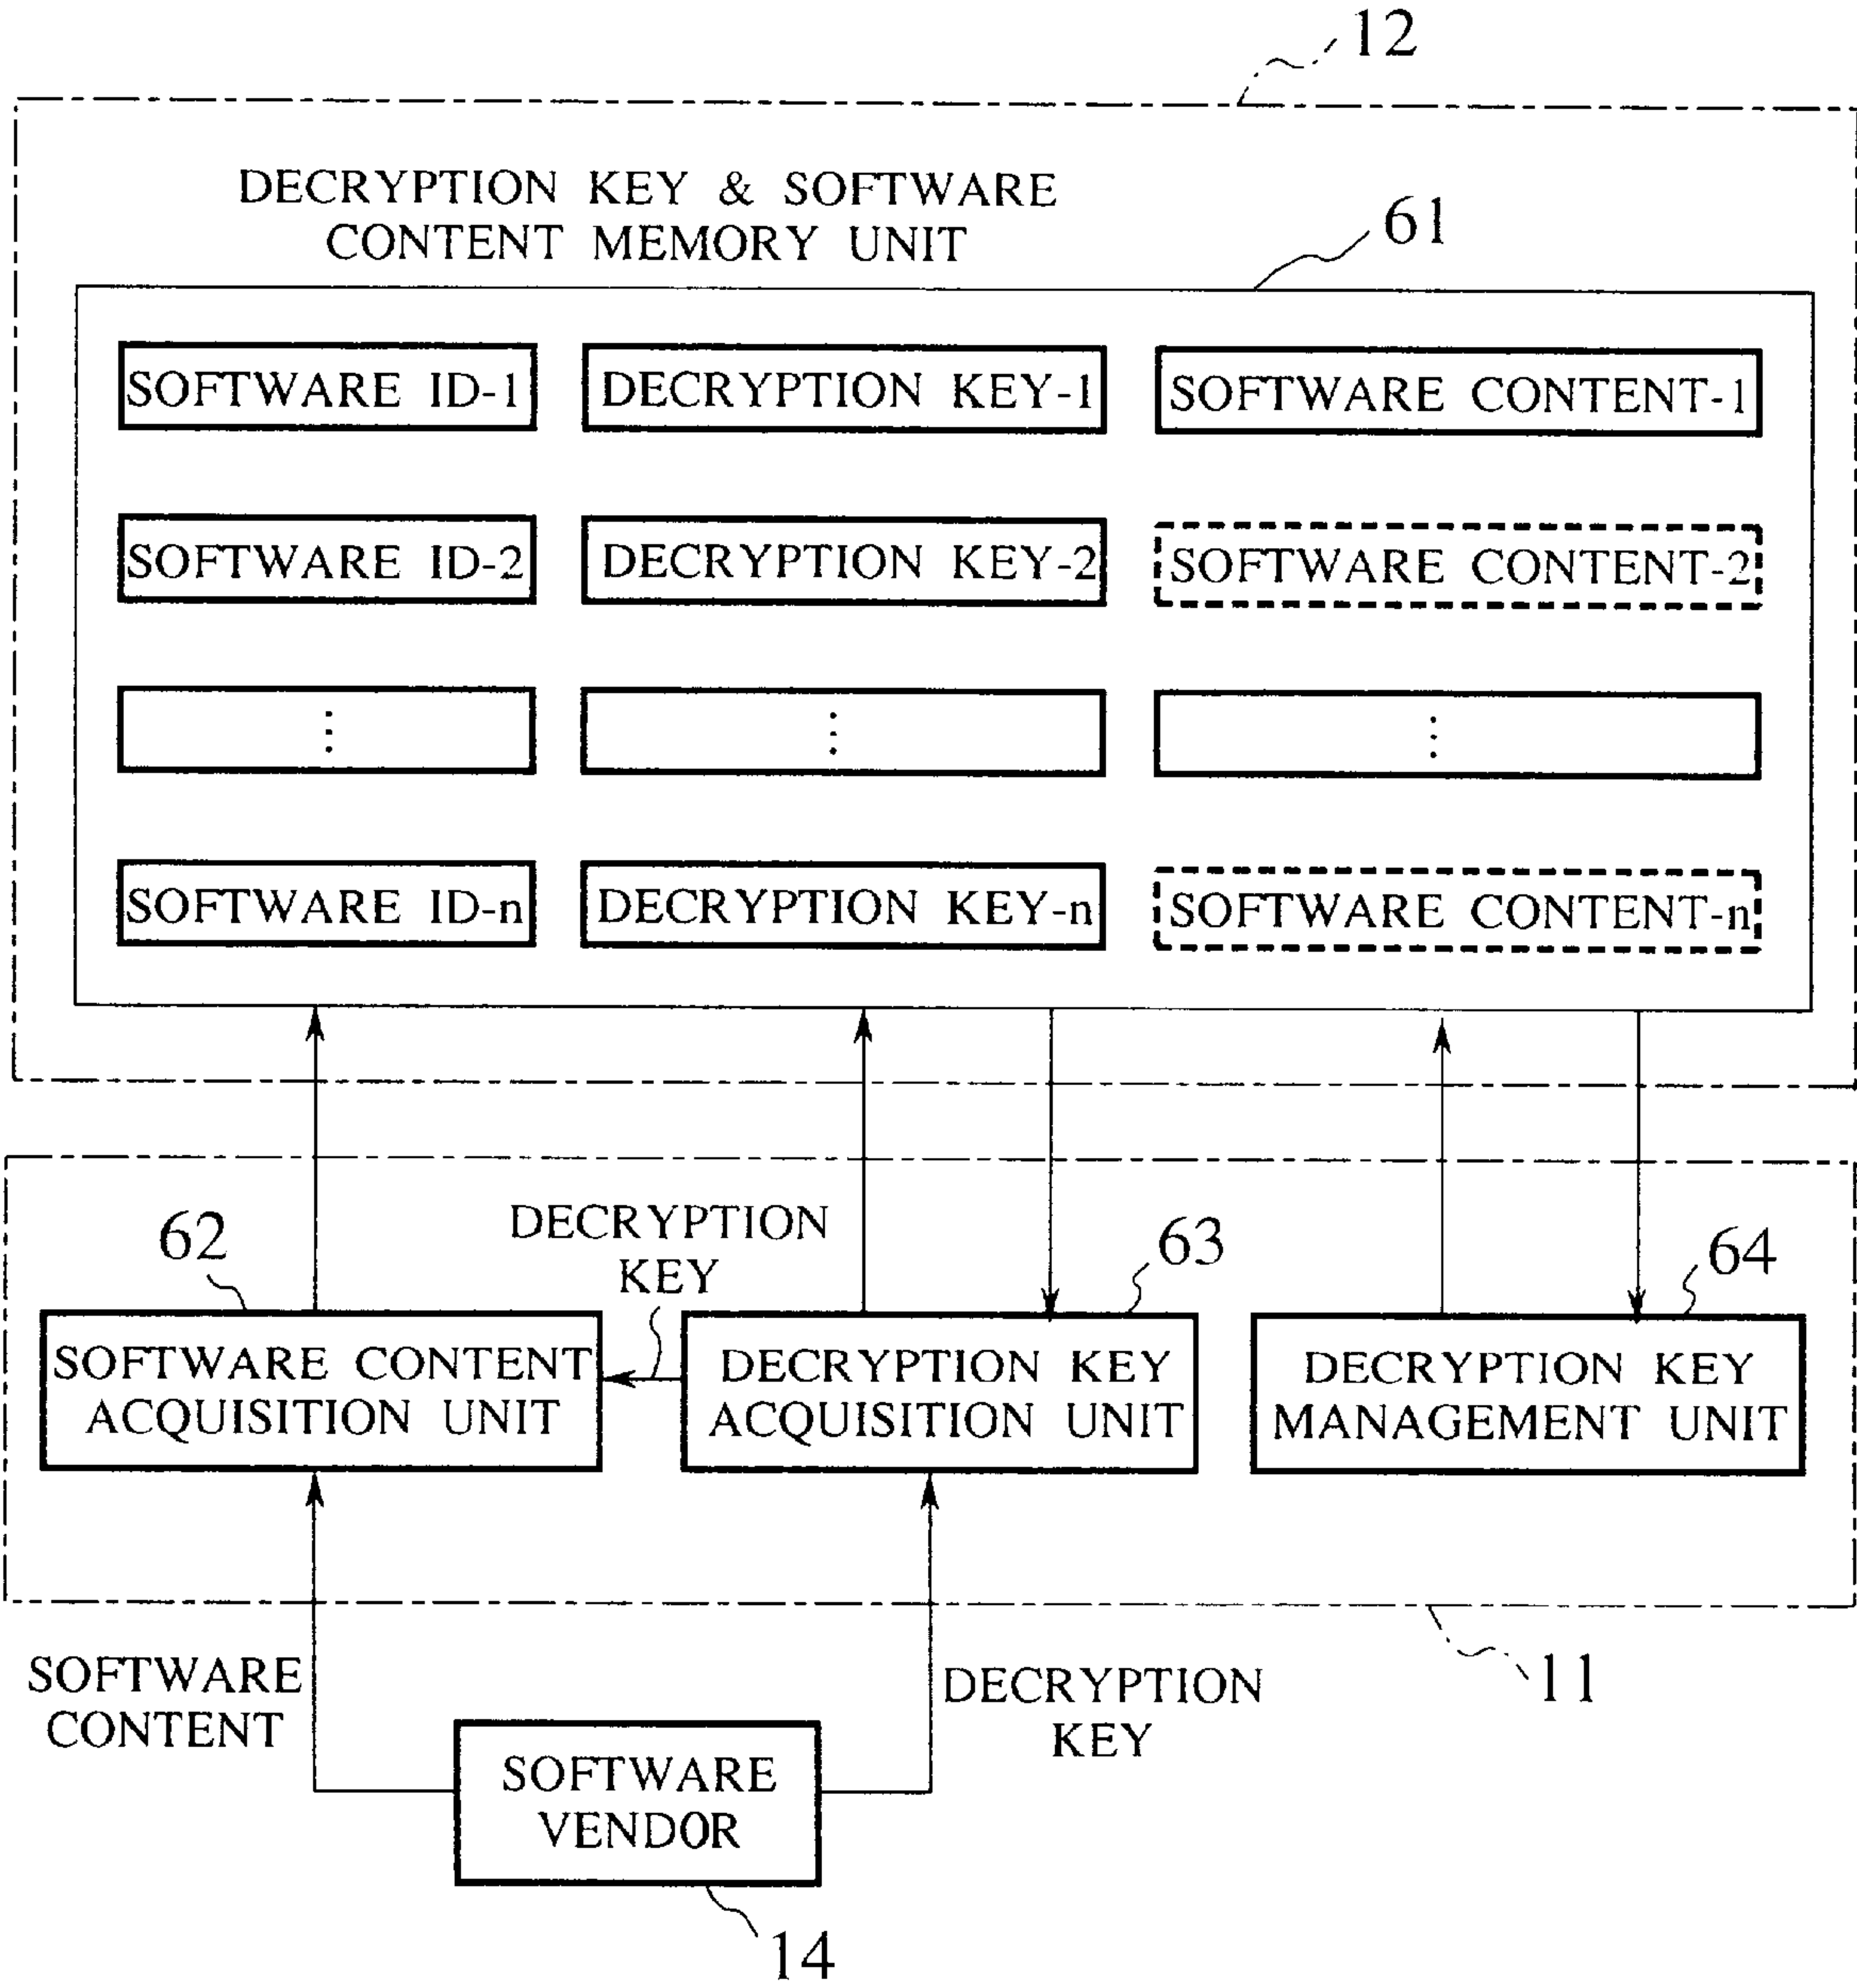 12
DECRYPTION KEY & SOFTWARE
CONTENT MEMORY UNIT
61
SOFTWARE ID-1
DECRYPTION KEY-1
SOFTWARE CONTENT-1
SOFTWARE ID-2
DECRYPTION KEY-2
SOFTWARE CONTENT-2
⋮
⋮
⋮
SOFTWARE ID-n
DECRYPTION KEY-n
SOFTWARE CONTENT-n
62
DECRYPTION
KEY
63
64
SOFTWARE CONTENT
ACQUISITION UNIT
DECRYPTION KEY
ACQUISITION UNIT
DECRYPTION KEY
MANAGEMENT UNIT
SOFTWARE
CONTENT
DECRYPTION
KEY
11
SOFTWARE
VENDOR
14